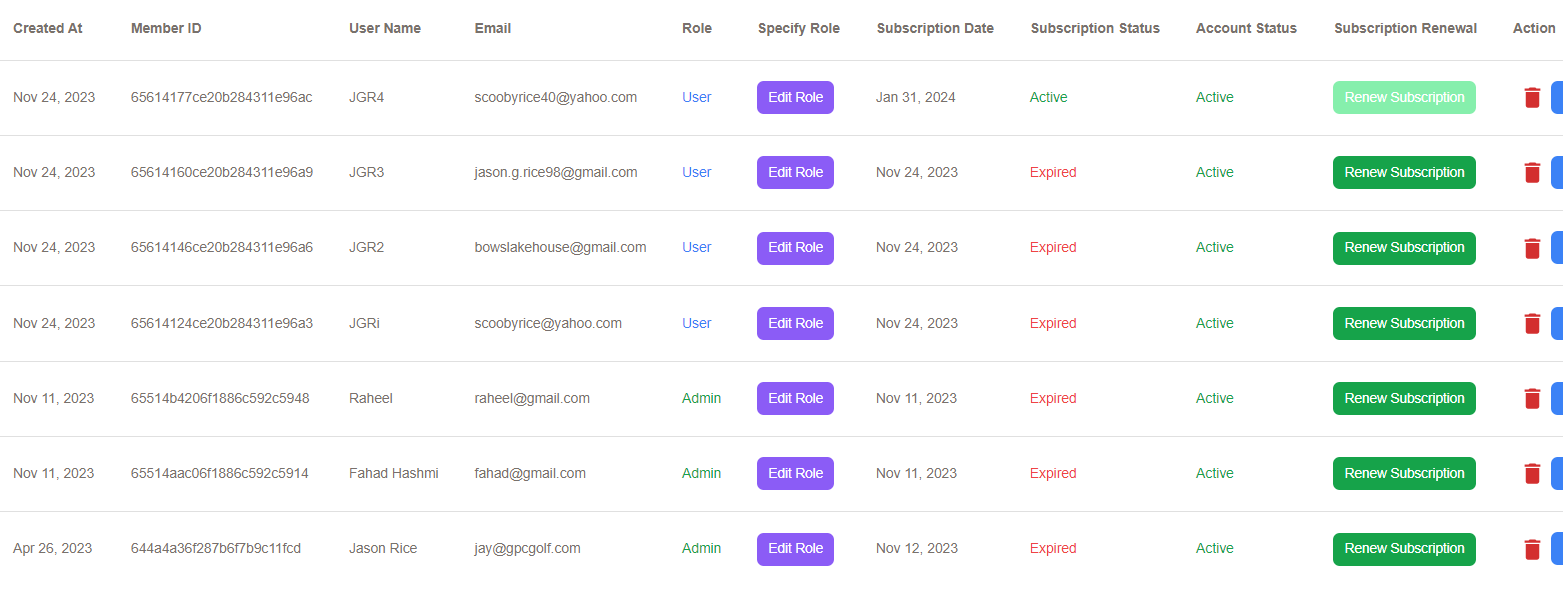 Created At Member ID User Name Email Role Specify Role Subscription Date Subscription Status Account Status Subscription Renewal Action
Nov 24, 2023 65614177ce20b284311e96ac JGR4 scoobyrice40@yahoo.com User Edit Role Jan 31, 2024 Active Active Renew Subscription
Nov 24, 2023 65614160ce20b284311e96a9 JGR3 jason.g.rice98@gmail.com User Edit Role Nov 24, 2023 Expired Active Renew Subscription
Nov 24, 2023 65614146ce20b284311e96a6 JGR2 bowslakehouse@gmail.com User Edit Role Nov 24, 2023 Expired Active Renew Subscription
Nov 24, 2023 65614124ce20b284311e96a3 JGRi scoobyrice@yahoo.com User Edit Role Nov 24, 2023 Expired Active Renew Subscription
Nov 11, 2023 65514b4206f1886c592c5948 Raheel raheel@gmail.com Admin Edit Role Nov 11, 2023 Expired Active Renew Subscription
Nov 11, 2023 65514aac06f1886c592c5914 Fahad Hashmi fahad@gmail.com Admin Edit Role Nov 11, 2023 Expired Active Renew Subscription
Apr 26, 2023 644a4a36f287b6f7b9c11fcd Jason Rice jay@gpcgolf.com Admin Edit Role Nov 12, 2023 Expired Active Renew Subscription